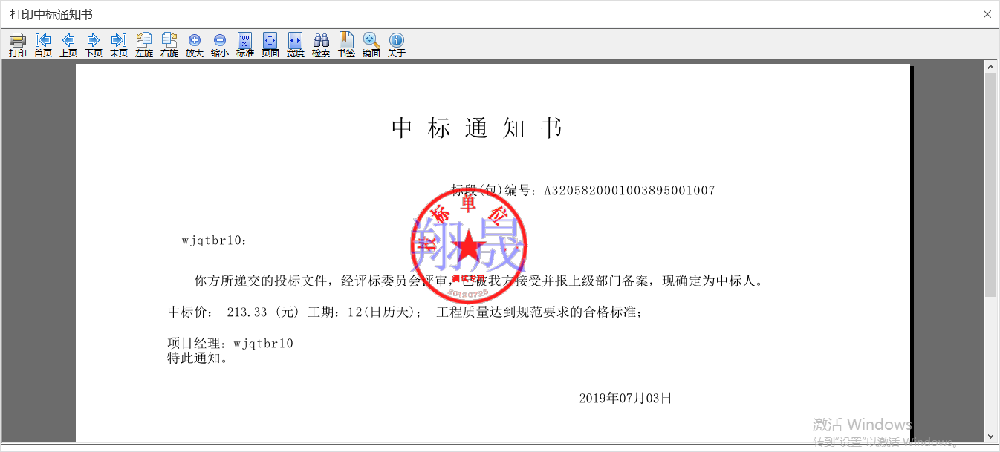 打印中标通知书
打印 首页 上页 下页 末页 左旋 右旋 放大 缩小 标准 页面 宽度 检索 书签 镜面 关于
中标通知书
标段(包)编号：A3205820001003895001007
投标单位
翔晟
测试专用
20120725
wjqtbr10：
你方所递交的投标文件，经评标委员会评审，已被我方接受并报上级部门备案，现确定为中标人。
中标价： 213.33 (元) 工期：12(日历天)； 工程质量达到规范要求的合格标准；
项目经理：wjqtbr10
特此通知。
2019年07月03日
激活 Windows
转到"设置"以激活 Windows。